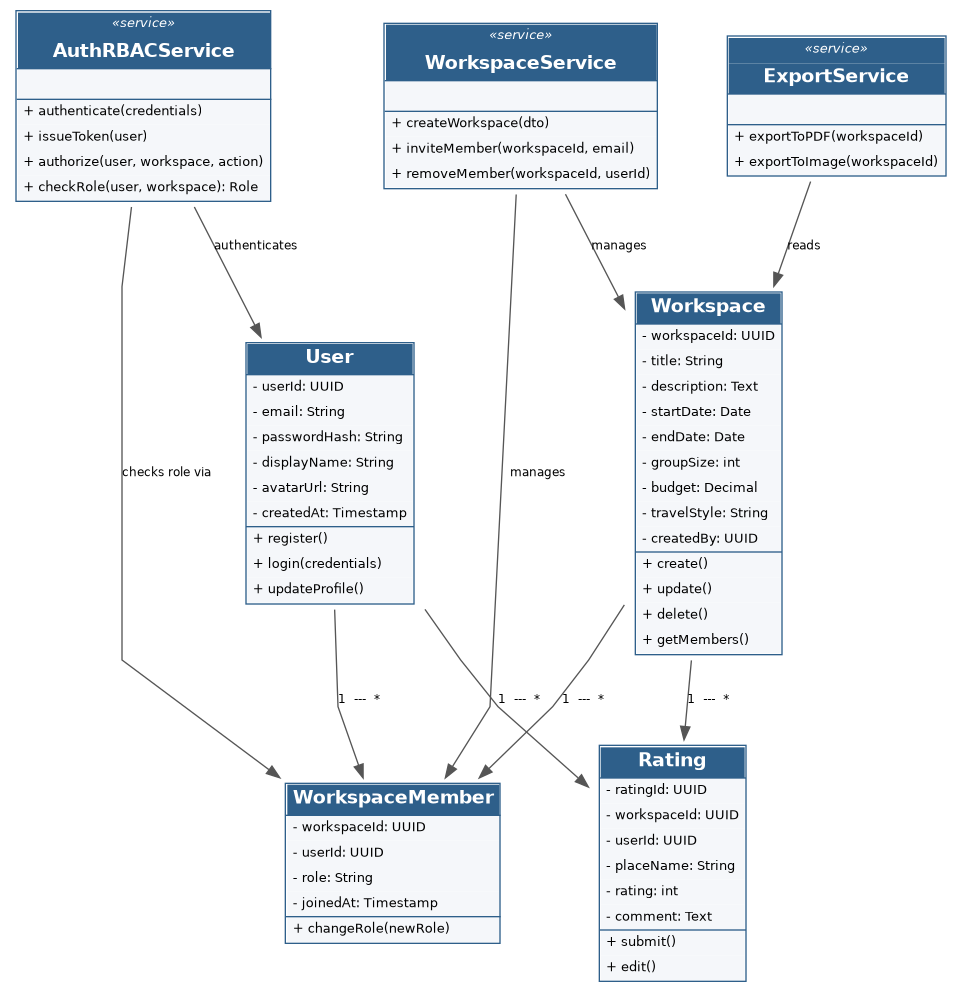 «service»
AuthRBACService
+ authenticate(credentials)
+ issueToken(user)
+ authorize(user, workspace, action)
+ checkRole(user, workspace): Role
«service»
WorkspaceService
+ createWorkspace(dto)
+ inviteMember(workspaceId, email)
+ removeMember(workspaceId, userId)
«service»
ExportService
+ exportToPDF(workspaceId)
+ exportToImage(workspaceId)
authenticates
manages
reads
User
- userId: UUID
- email: String
- passwordHash: String
- displayName: String
- avatarUrl: String
- createdAt: Timestamp
+ register()
+ login(credentials)
+ updateProfile()
Workspace
- workspaceId: UUID
- title: String
- description: Text
- startDate: Date
- endDate: Date
- groupSize: int
- budget: Decimal
- travelStyle: String
- createdBy: UUID
+ create()
+ update()
+ delete()
+ getMembers()
checks role via
manages
1 --- *
1 --- *
1 --- *
1 --- *
WorkspaceMember
- workspaceId: UUID
- userId: UUID
- role: String
- joinedAt: Timestamp
+ changeRole(newRole)
Rating
- ratingId: UUID
- workspaceId: UUID
- userId: UUID
- placeName: String
- rating: int
- comment: Text
+ submit()
+ edit()